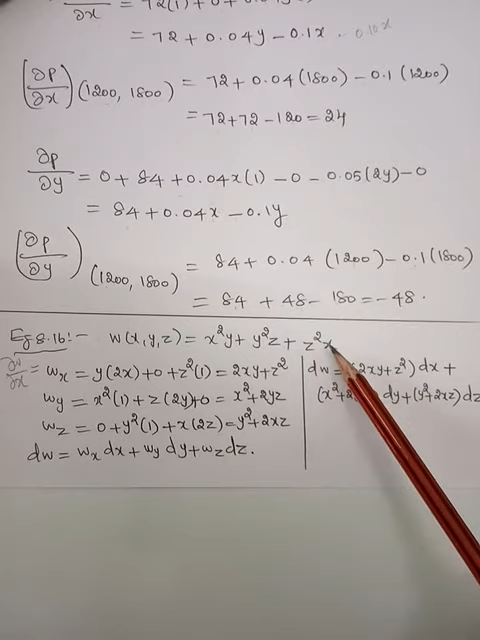 ∂x = 72(1)+0+
= 72 + 0.04y - 0.1x . 0.10x
(∂P/∂x)(1200, 1800) = 72 + 0.04 (1800) - 0.1 (1200)
= 72+72 - 120 = 24
∂p/∂y = 0 + 84 + 0.04x(1) - 0 - 0.05(2y) - 0
= 84 + 0.04x - 0.1y
(∂P/∂y)(1200, 1800) = 84 + 0.04 (1200) - 0.1 (1800)
= 84 + 48 - 180 = -48 .
Eg 8.16:- w(x,y,z) = x²y + y²z + z²x
∂w/∂x = wx = y(2x)+0+z²(1) = 2xy+z²
wy = x²(1) + z(2y)+0 = x²+2yz
wz = 0+y²(1)+x(2z) = y²+2xz
dw = wx dx + wy dy + wz dz.
dw = (2xy+z²) dx +
(x²+2 dy+(y²+2xz) dz